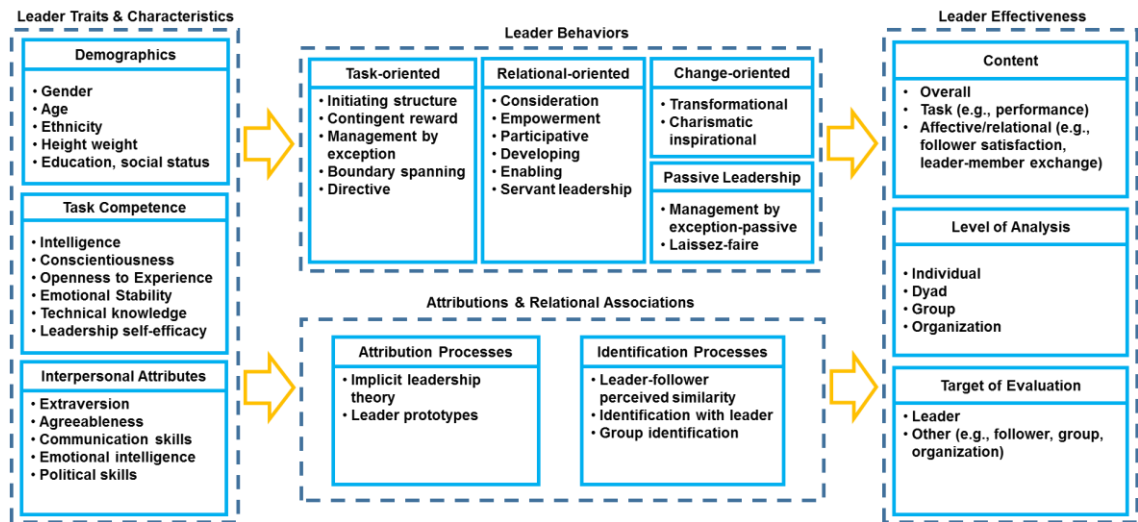 Leader Traits & Characteristics
Demographics
• Gender
• Age
• Ethnicity
• Height weight
• Education, social status
Task Competence
• Intelligence
• Conscientiousness
• Openness to Experience
• Emotional Stability
• Technical knowledge
• Leadership self-efficacy
Interpersonal Attributes
• Extraversion
• Agreeableness
• Communication skills
• Emotional intelligence
• Political skills
Leader Behaviors
Task-oriented
• Initiating structure
• Contingent reward
• Management by
exception
• Boundary spanning
• Directive
Relational-oriented
• Consideration
• Empowerment
• Participative
• Developing
• Enabling
• Servant leadership
Change-oriented
• Transformational
• Charismatic
inspirational
Passive Leadership
• Management by
exception-passive
• Laissez-faire
Attributions & Relational Associations
Attribution Processes
• Implicit leadership
theory
• Leader prototypes
Identification Processes
• Leader-follower
perceived similarity
• Identification with leader
• Group identification
Leader Effectiveness
Content
• Overall
• Task (e.g., performance)
• Affective/relational (e.g.,
follower satisfaction,
leader-member exchange)
Level of Analysis
• Individual
• Dyad
• Group
• Organization
Target of Evaluation
• Leader
• Other (e.g., follower, group,
organization)